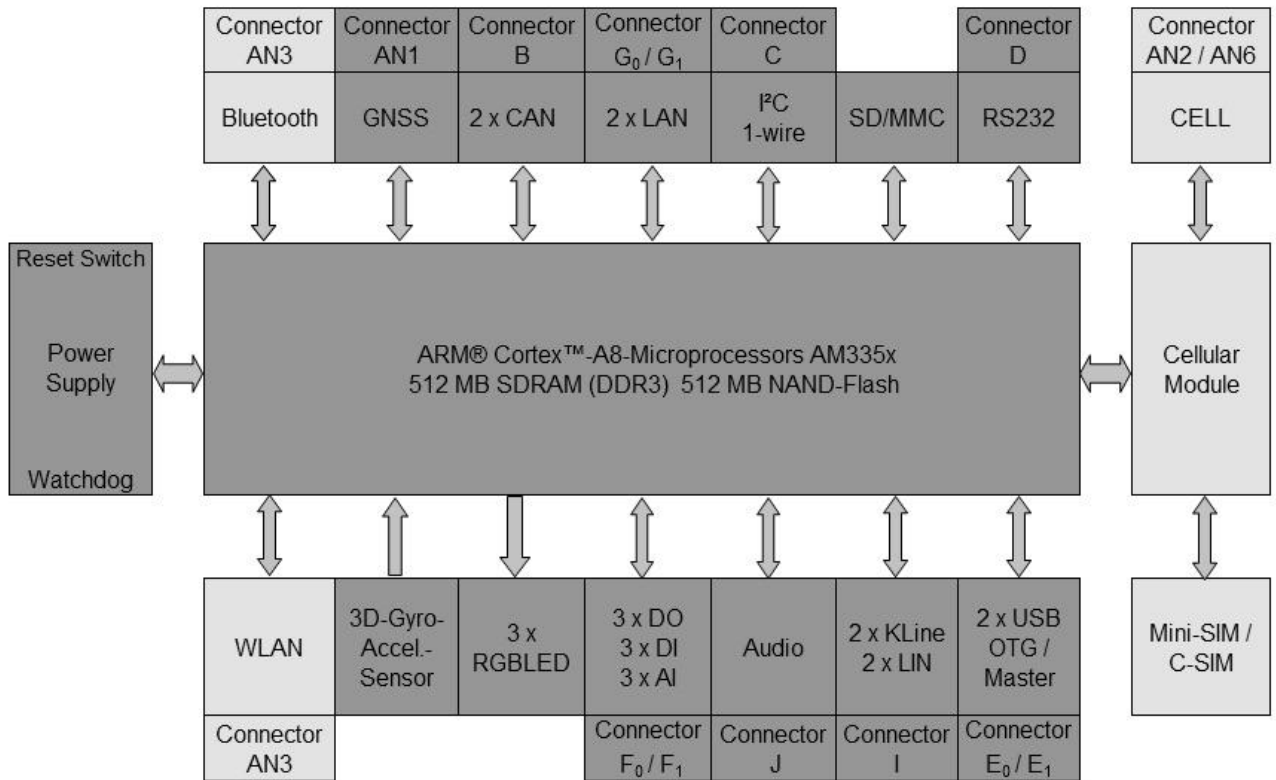 Connector
AN3
Connector
AN1
Connector
B
Connector
G₀ / G₁
Connector
C
Connector
D
Connector
AN2 / AN6
Bluetooth
GNSS
2 x CAN
2 x LAN
I²C
1-wire
SD/MMC
RS232
CELL
Reset Switch
Power
Supply
Watchdog
ARM® Cortex™-A8-Microprocessors AM335x
512 MB SDRAM (DDR3) 512 MB NAND-Flash
Cellular
Module
WLAN
3D-Gyro-
Accel.-
Sensor
3 x
RGBLED
3 x DO
3 x DI
3 x AI
Audio
2 x KLine
2 x LIN
2 x USB
OTG /
Master
Mini-SIM /
C-SIM
Connector
AN3
Connector
F₀ / F₁
Connector
J
Connector
I
Connector
E₀ / E₁